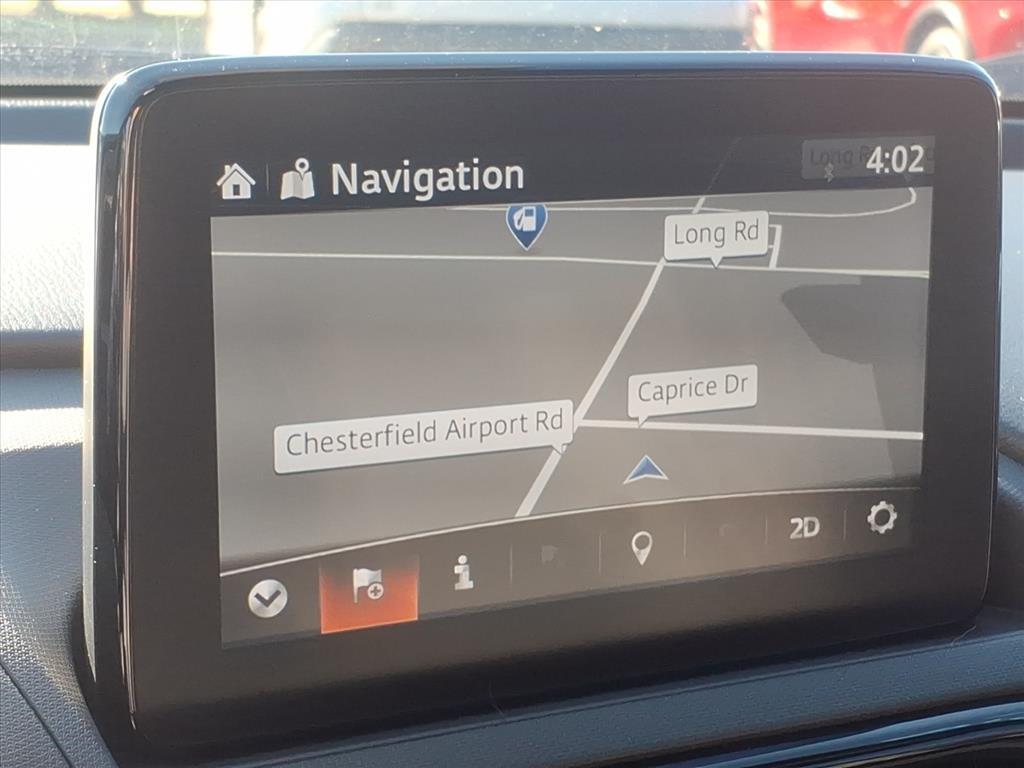 Navigation
4:02
Long Rd
Caprice Dr
Chesterfield Airport Rd
2D